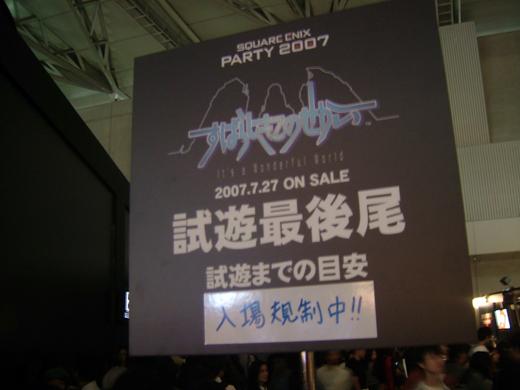 SQUARE ENIX
PARTY 2007
すばらしきこのせかい
It's a Wonderful World
2007.7.27 ON SALE
試遊最後尾
試遊までの目安
入場規制中!!